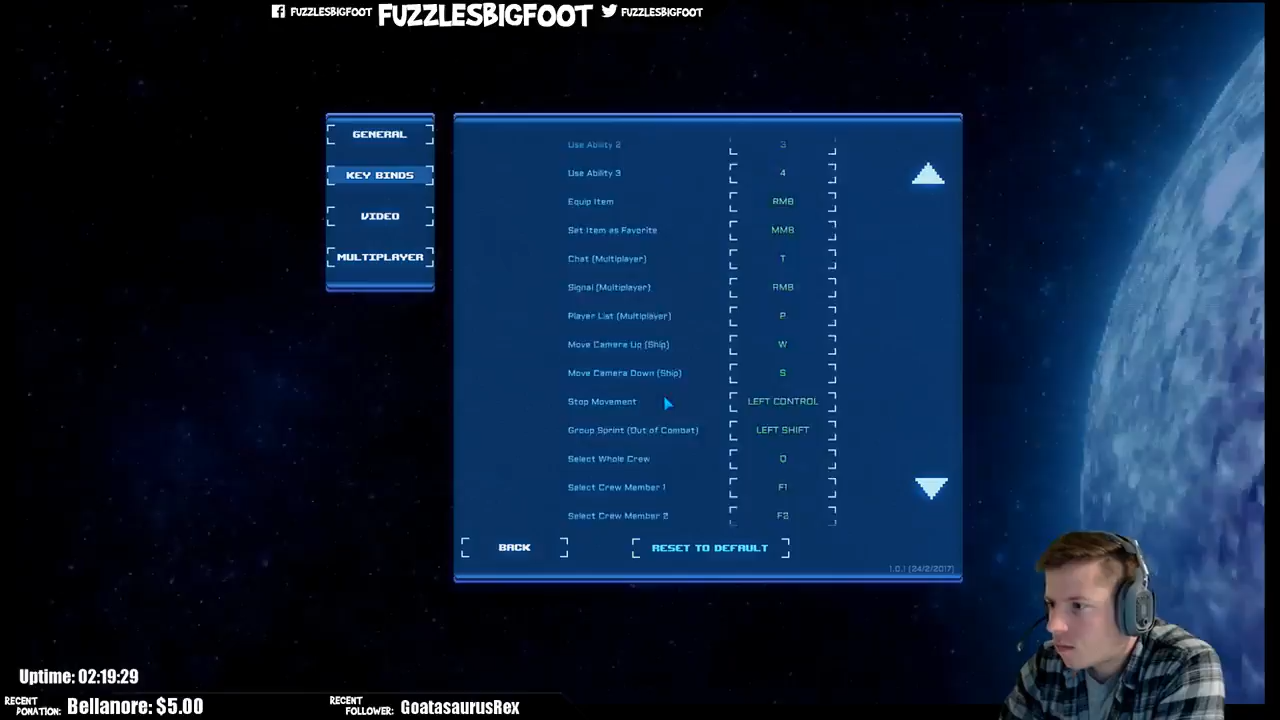 FUZZLESBIGFOOT FUZZLESBIGFOOT FUZZLESBIGFOOT
GENERAL
KEY BINDS
VIDEO
MULTIPLAYER
Use Ability 2 3
Use Ability 3 4
Equip Item RMB
Set Item as Favorite MMB
Chat (Multiplayer) T
Signal (Multiplayer) RMB
Player List (Multiplayer) P
Move Camera Up (Ship) W
Move Camera Down (Ship) S
Stop Movement LEFT CONTROL
Group Sprint (Out of Combat) LEFT SHIFT
Select Whole Crew
Select Crew Member 1 F1
Select Crew Member 2 F2
BACK RESET TO DEFAULT
1.0.1 (24/2/2017)
Uptime: 02:19:29
RECENT DONATION: Bellanore: $5.00
RECENT FOLLOWER: GoatasaurusRex